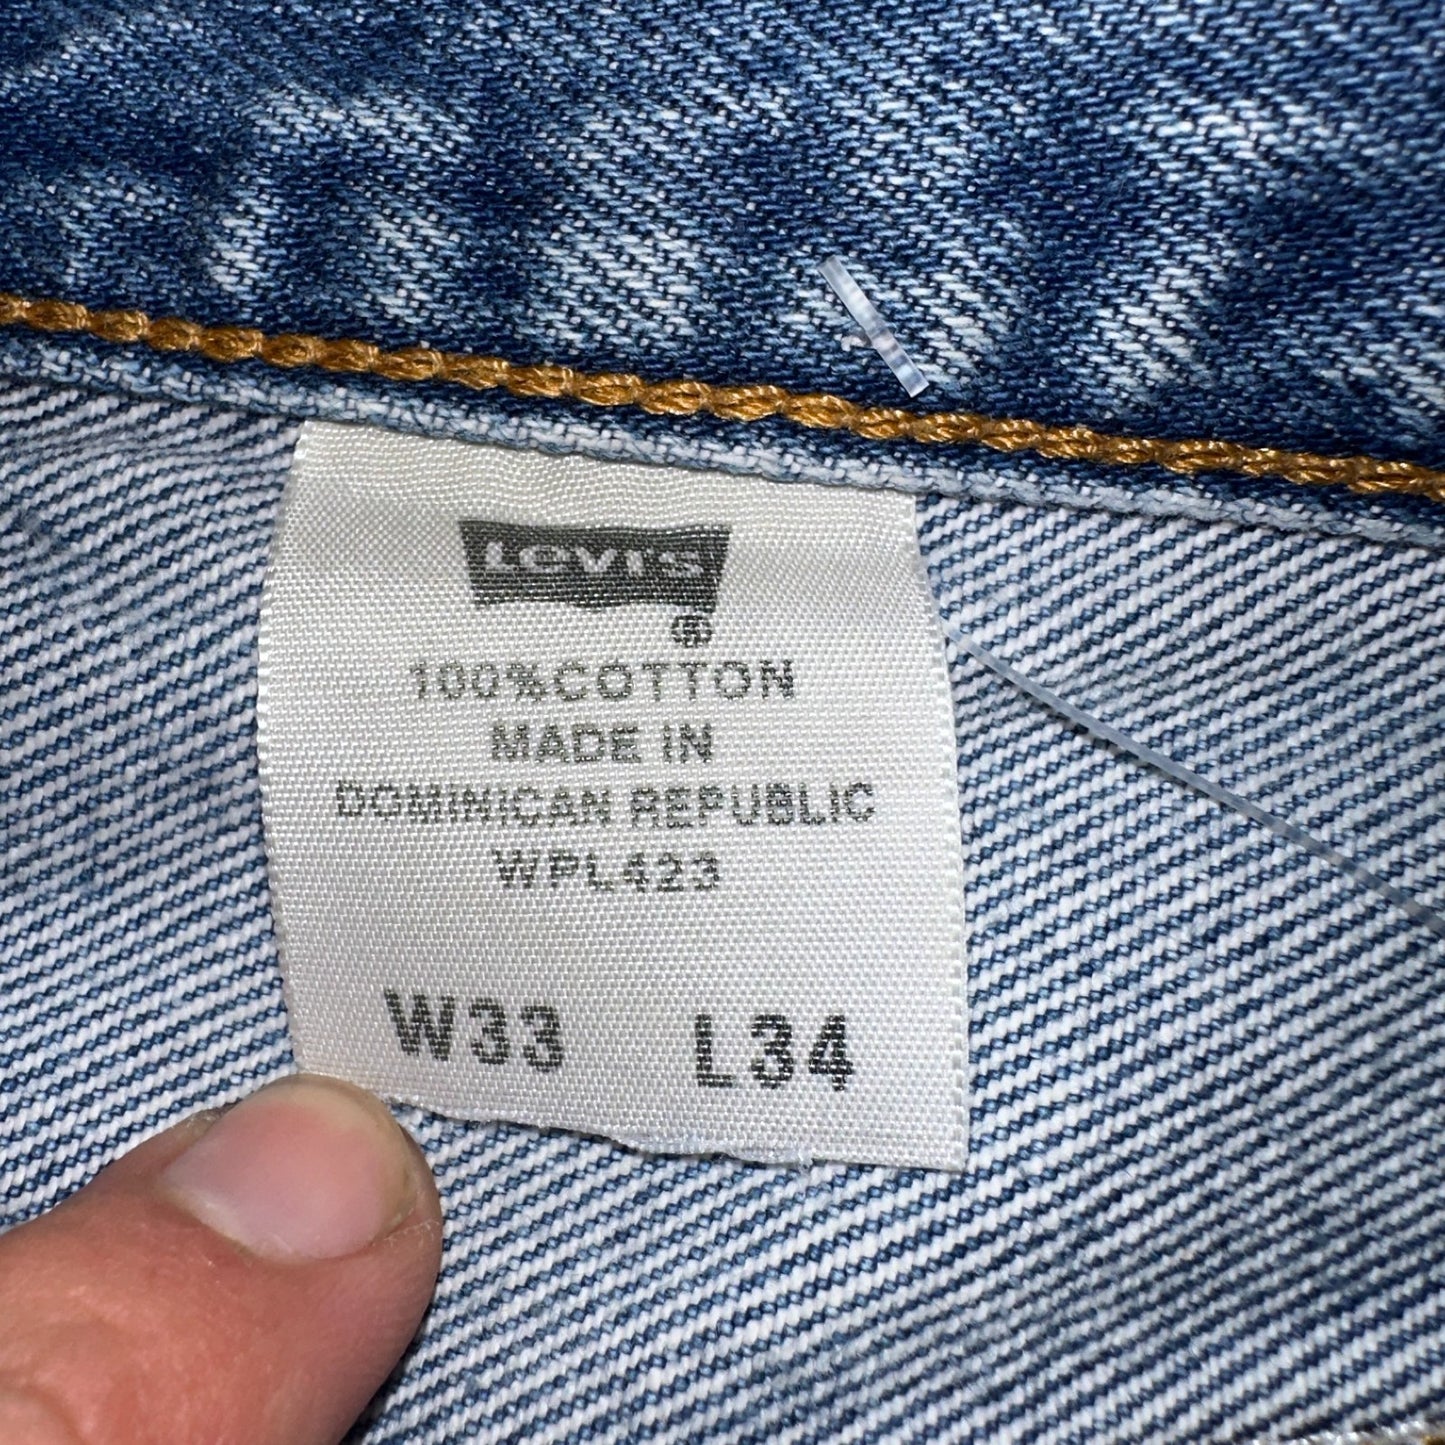 Levi's
®
100%COTTON
MADE IN
DOMINICAN REPUBLIC
WPL423
W33 L34